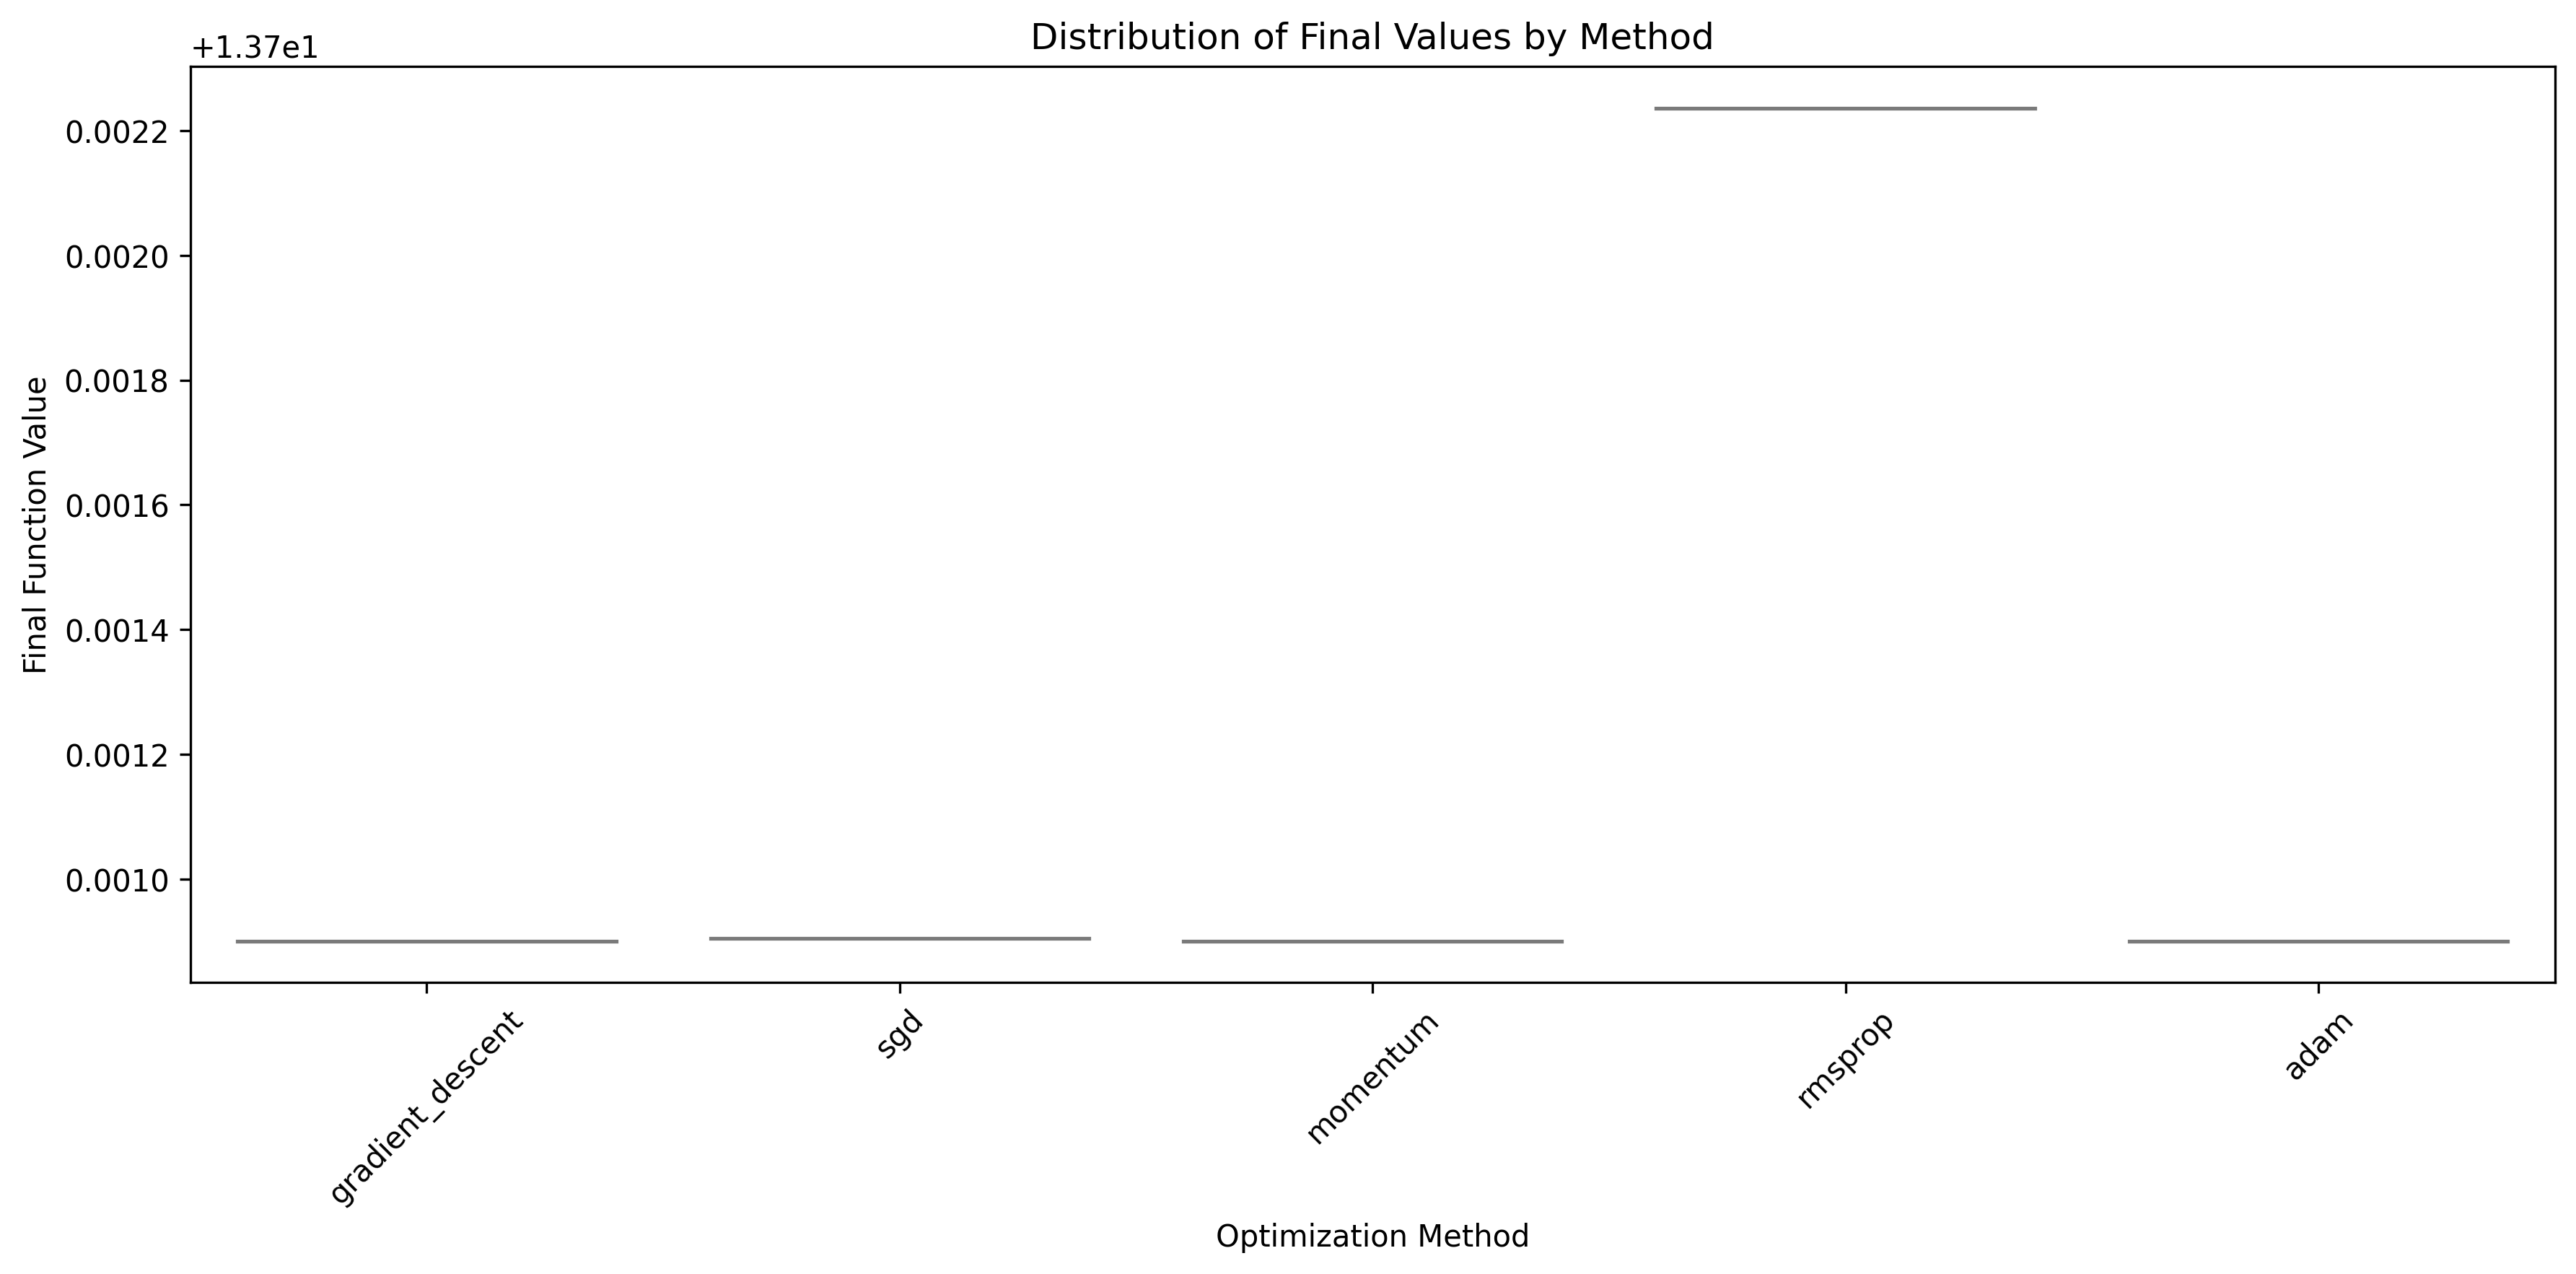 Distribution of Final Values by Method
+1.37e1
0.0022
0.0020
0.0018
0.0016
0.0014
0.0012
0.0010
Final Function Value
gradient_descent
sgd
momentum
rmsprop
adam
Optimization Method